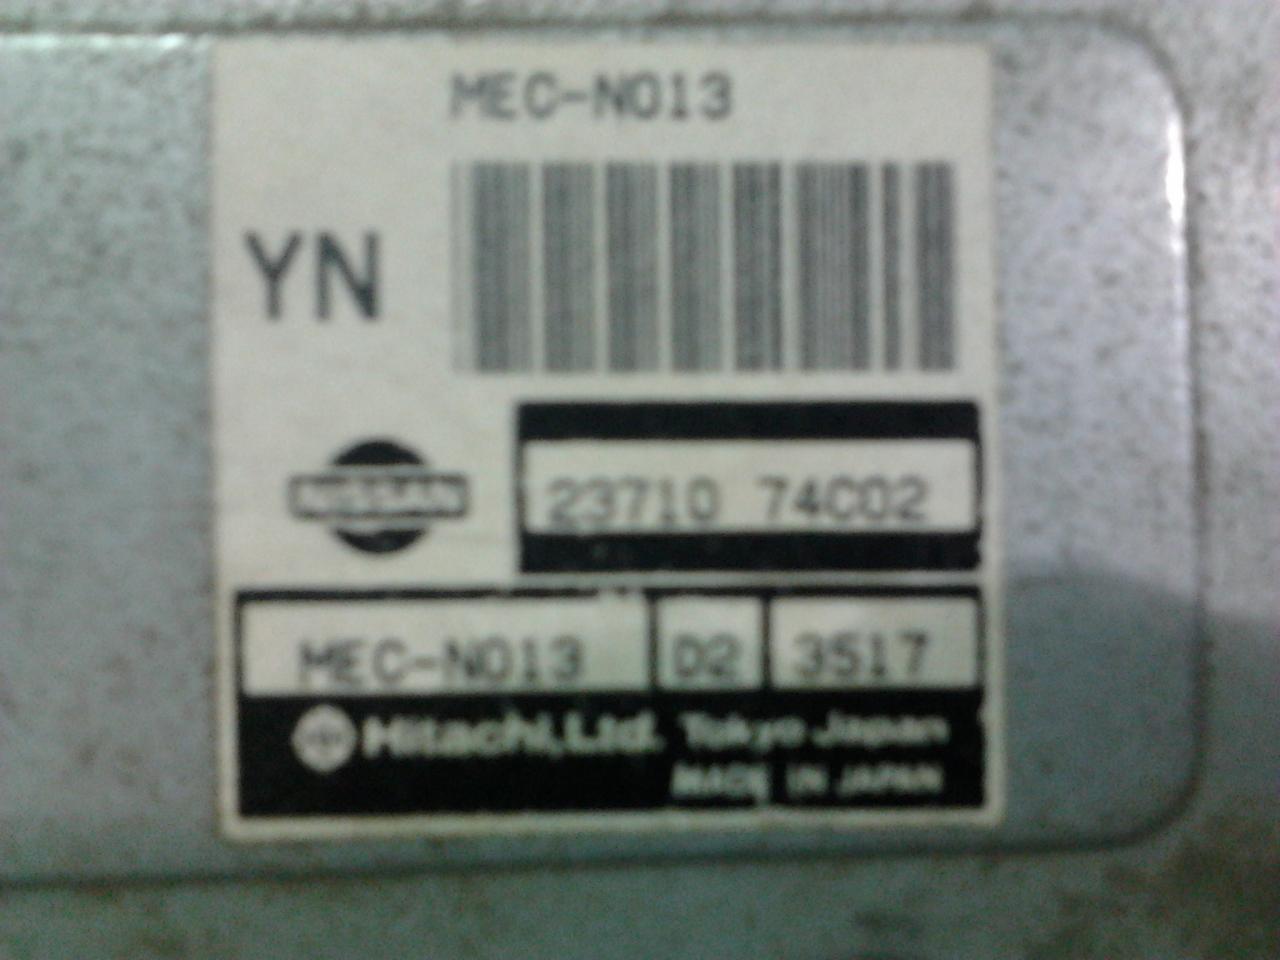 MEC-N013
YN
NISSAN
23710 74C02
MEC-N013 D2 3517
Hitachi, Ltd. Tokyo Japan
MADE IN JAPAN